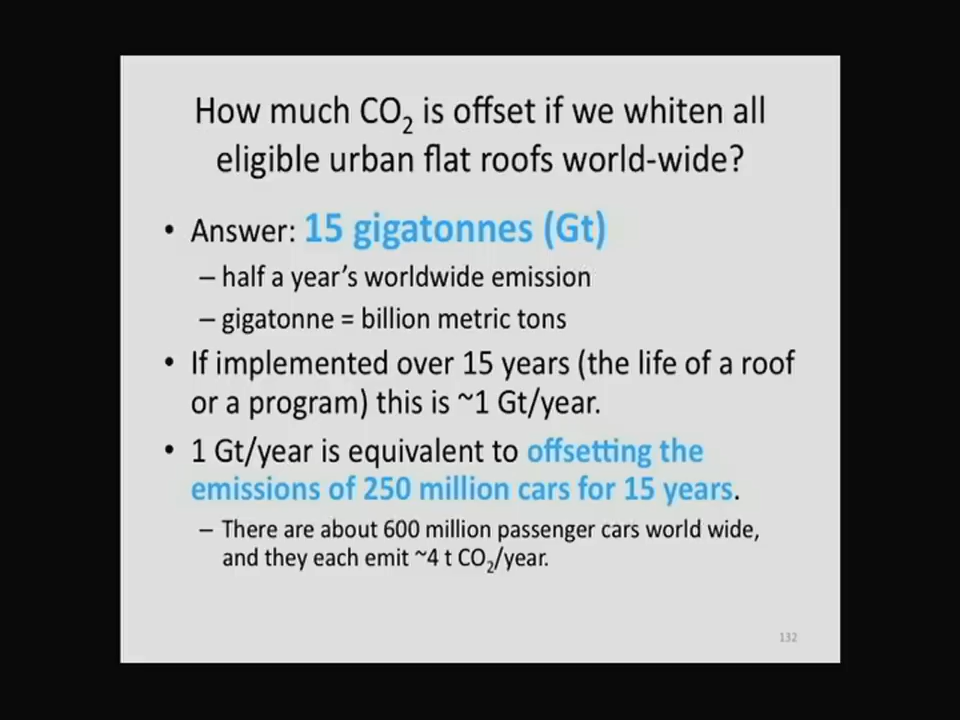 How much CO₂ is offset if we whiten all
eligible urban flat roofs world-wide?
• Answer: 15 gigatonnes (Gt)
– half a year's worldwide emission
– gigatonne = billion metric tons
• If implemented over 15 years (the life of a roof
or a program) this is ~1 Gt/year.
• 1 Gt/year is equivalent to offsetting the
emissions of 250 million cars for 15 years.
– There are about 600 million passenger cars world wide,
and they each emit ~4 t CO₂/year.
132